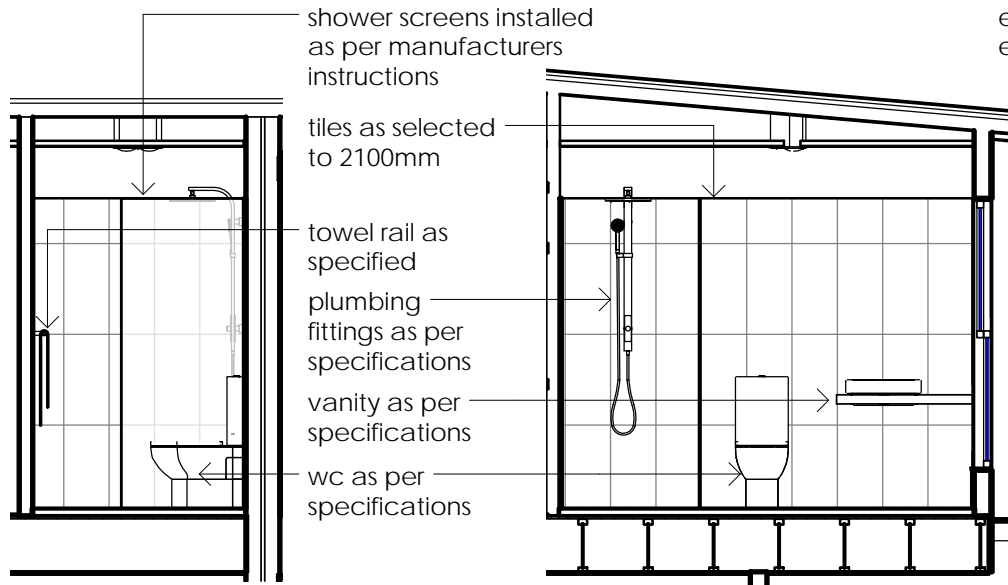 shower screens installed
as per manufacturers
instructions
tiles as selected
to 2100mm
towel rail as
specified
plumbing
fittings as per
specifications
vanity as per
specifications
wc as per
specifications
e
e